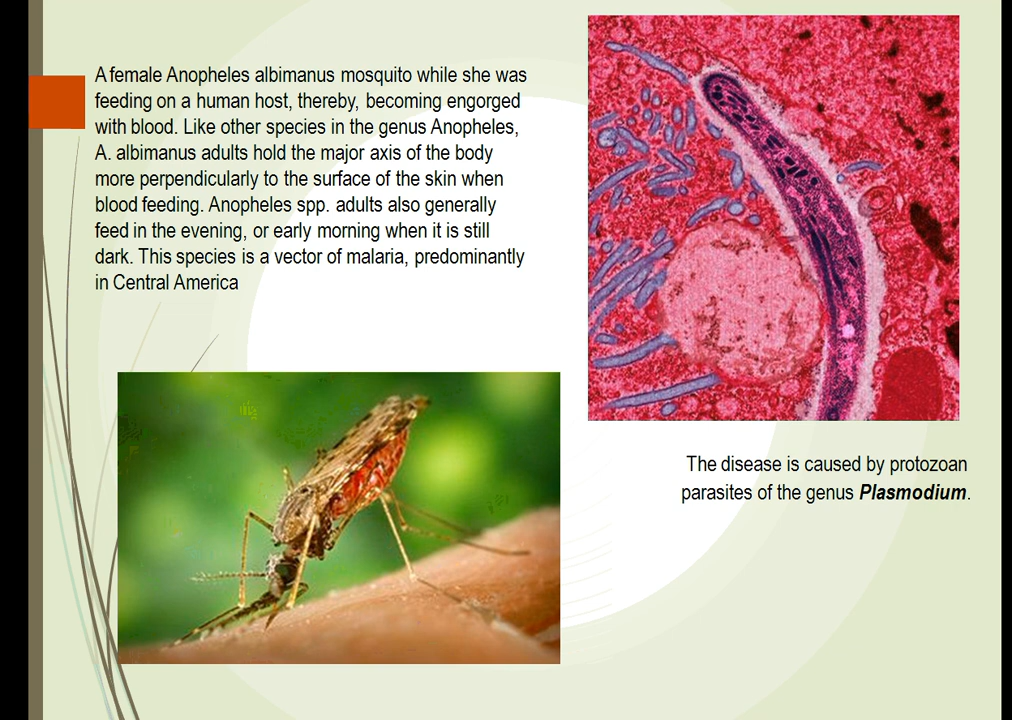 A female Anopheles albimanus mosquito while she was
feeding on a human host, thereby, becoming engorged
with blood. Like other species in the genus Anopheles,
A. albimanus adults hold the major axis of the body
more perpendicularly to the surface of the skin when
blood feeding. Anopheles spp. adults also generally
feed in the evening, or early morning when it is still
dark. This species is a vector of malaria, predominantly
in Central America
The disease is caused by protozoan
parasites of the genus Plasmodium.